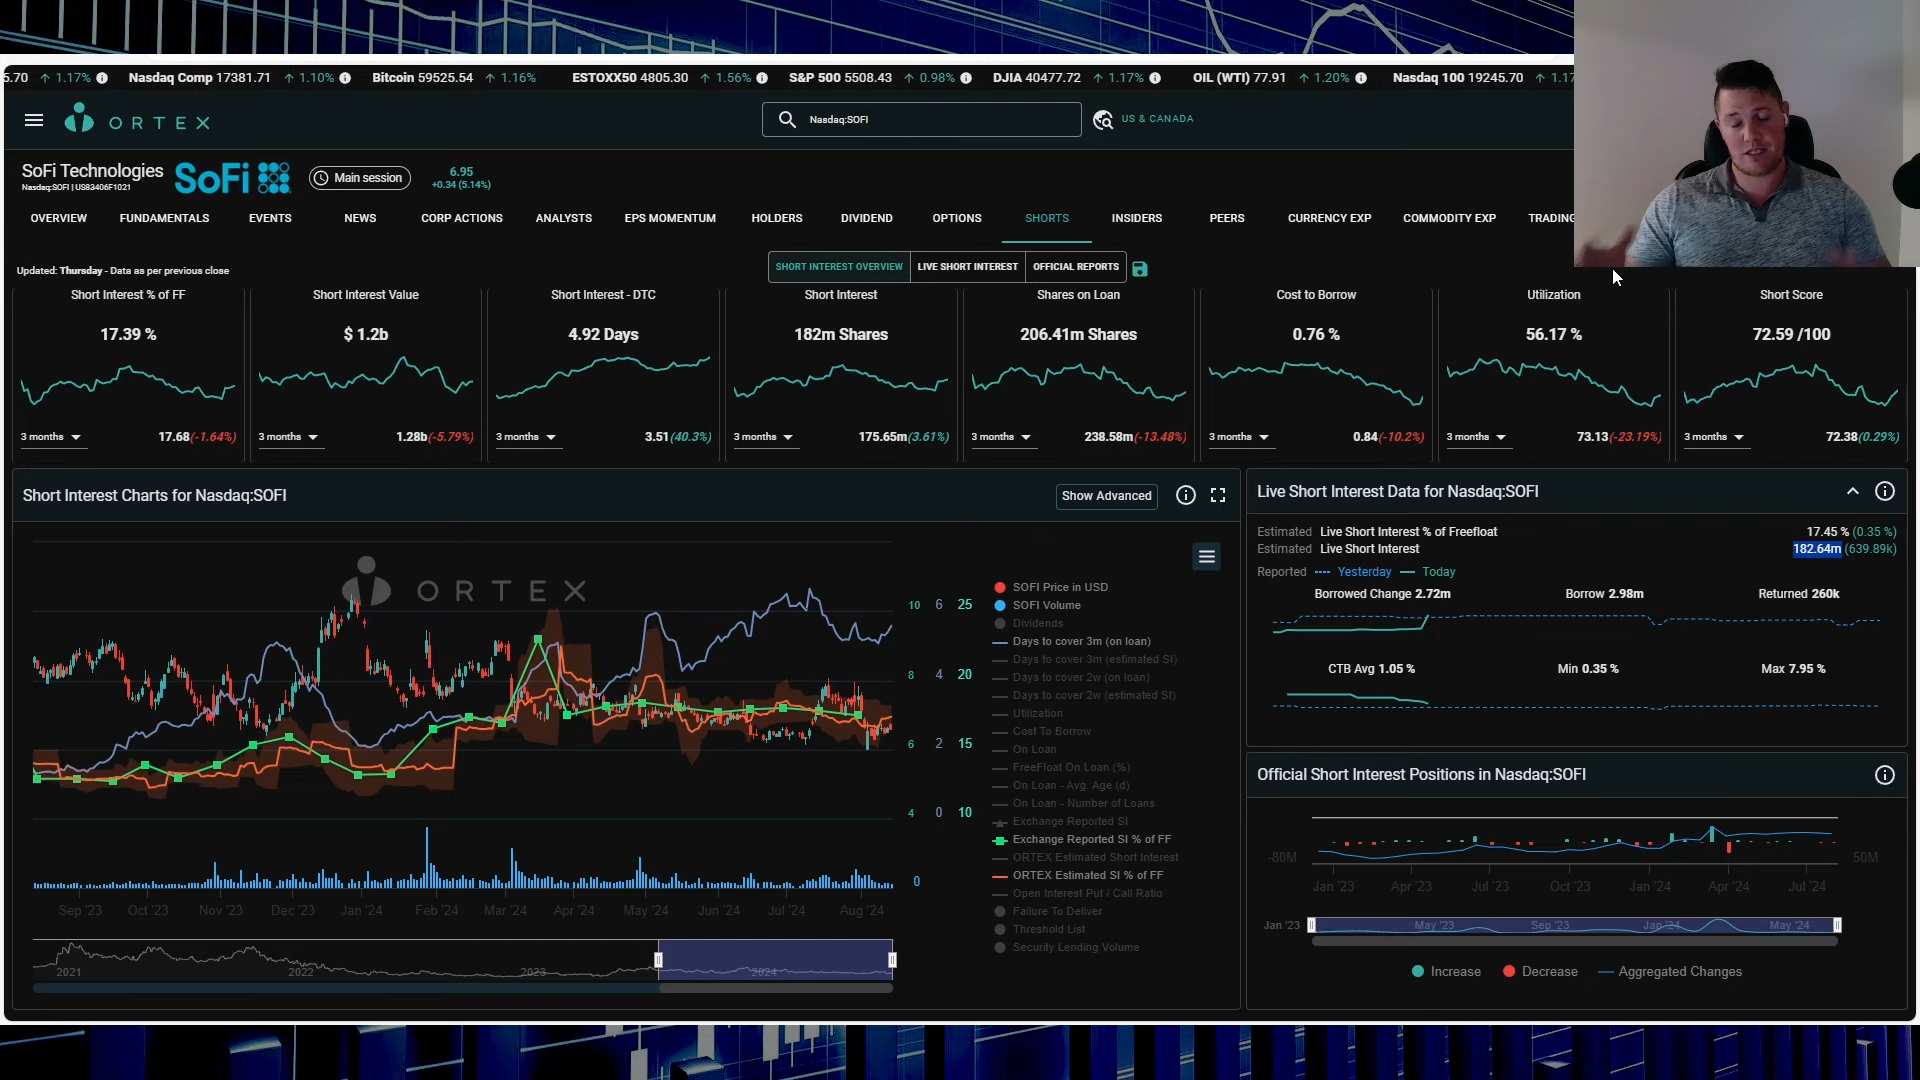 5.70 ↑ 1.17% Nasdaq Comp 17381.71 ↑ 1.10% Bitcoin 59525.54 ↑ 1.16% ESTOXX50 4805.30 ↑ 1.56% S&P 500 5508.43 ↑ 0.98% DJIA 40477.72 ↑ 1.17% OIL (WTI) 77.91 ↑ 1.20% Nasdaq 100 19245.70 ↑ 1.17
ORTEX Nasdaq:SOFI US & CANADA
SoFi Technologies SoFi Main session 6.95
Nasdaq:SOFI | US83406F1021 +0.34 (5.14%)
OVERVIEW FUNDAMENTALS EVENTS NEWS CORP ACTIONS ANALYSTS EPS MOMENTUM HOLDERS DIVIDEND OPTIONS SHORTS INSIDERS PEERS CURRENCY EXP COMMODITY EXP TRADING
SHORT INTEREST OVERVIEW LIVE SHORT INTEREST OFFICIAL REPORTS
Updated: Thursday - Data as per previous close
Short Interest % of FF Short Interest Value Short Interest - DTC Short Interest Shares on Loan Cost to Borrow Utilization Short Score
17.39 % $ 1.2b 4.92 Days 182m Shares 206.41m Shares 0.76 % 56.17 % 72.59 /100
3 months 17.68(-1.64%) 3 months 1.28b(-5.79%) 3 months 3.51(40.3%) 3 months 175.65m(3.61%) 3 months 238.58m(-13.48%) 3 months 0.84(-10.2%) 3 months 73.13(-23.19%) 3 months 72.38(0.29%)
Short Interest Charts for Nasdaq:SOFI Show Advanced
ORTEX
10 6 25
8 4 20
6 2 15
4 0 10
0
Sep '23 Oct '23 Nov '23 Dec '23 Jan '24 Feb '24 Mar '24 Apr '24 May '24 Jun '24 Jul '24 Aug '24
2021 2022 2023 2024
SOFI Price in USD
SOFI Volume
Dividends
Days to cover 3m (on loan)
Days to cover 3m (estimated SI)
Days to cover 2w (on loan)
Days to cover 2w (estimated SI)
Utilization
Cost To Borrow
On Loan
FreeFloat On Loan (%)
On Loan - Avg. Age (d)
On Loan - Number of Loans
Exchange Reported SI
Exchange Reported SI % of FF
ORTEX Estimated Short Interest
ORTEX Estimated SI % of FF
Open Interest Put / Call Ratio
Failure To Deliver
Threshold List
Security Lending Volume
Live Short Interest Data for Nasdaq:SOFI
Estimated Live Short Interest % of Freefloat 17.45 % (0.35 %)
Estimated Live Short Interest 182.64m (639.89k)
Reported Yesterday Today
Borrowed Change 2.72m Borrow 2.98m Returned 260k
CTB Avg 1.05 % Min 0.35 % Max 7.95 %
Official Short Interest Positions in Nasdaq:SOFI
-80M 50M
Jan '23 Apr '23 Jul '23 Oct '23 Jan '24 Apr '24 Jul '24
Jan '23 May '23 Sep '23 Jan '24 May '24
Increase Decrease Aggregated Changes